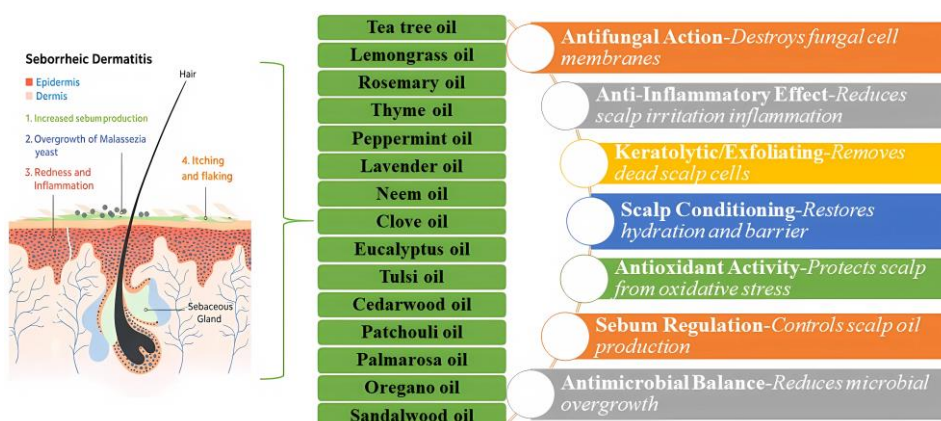 Seborrheic Dermatitis
Epidermis
Dermis
1. Increased sebum production
2. Overgrowth of Malassezia
yeast
3. Redness and
Inflammation
Hair
4. Itching
and flaking
Sebaceous
Gland
Tea tree oil
Lemongrass oil
Rosemary oil
Thyme oil
Peppermint oil
Lavender oil
Neem oil
Clove oil
Eucalyptus oil
Tulsi oil
Cedarwood oil
Patchouli oil
Palmarosa oil
Oregano oil
Sandalwood oil
Antifungal Action-Destroys fungal cell
membranes
Anti-Inflammatory Effect-Reduces
scalp irritation inflammation
Keratolytic/Exfoliating-Removes
dead scalp cells
Scalp Conditioning-Restores
hydration and barrier
Antioxidant Activity-Protects scalp
from oxidative stress
Sebum Regulation-Controls scalp oil
production
Antimicrobial Balance-Reduces microbial
overgrowth